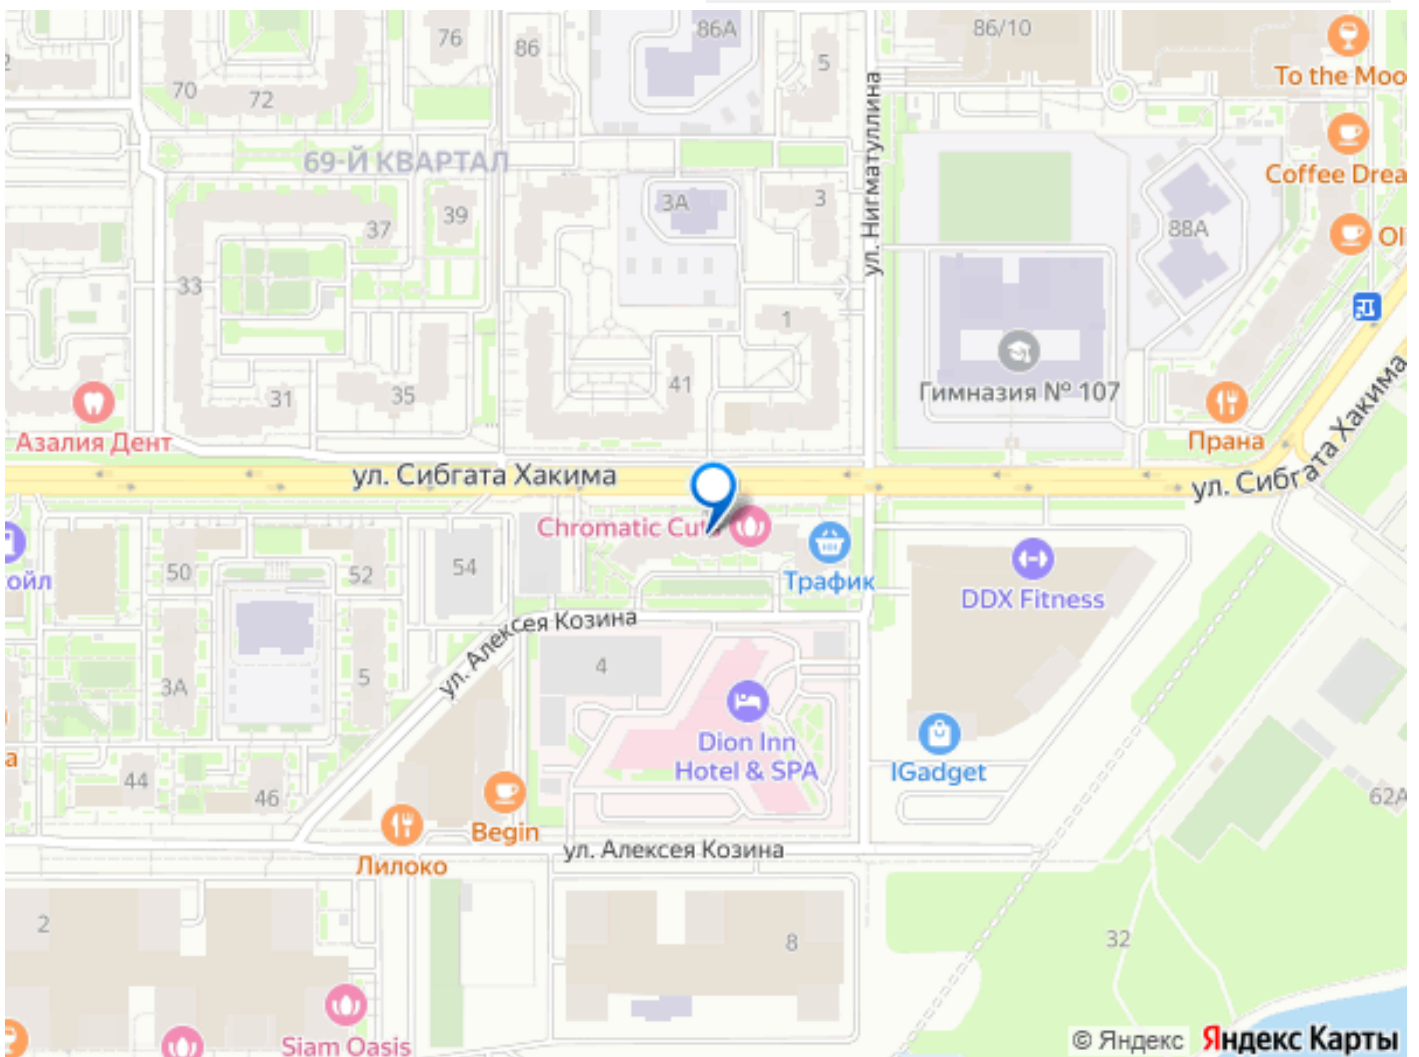 76
86
86А
5
86/10
To the Moo
70
72
69-Й КВАРТАЛ
ул. Нигматуллина
Coffee Drea
3А
3
39
37
88А
Ol
33
1
41
Гимназия № 107
35
31
Азалия Дент
Прана
ул. Сибгата Хакима
ул. Сибгата Хакима
Chromatic Cut
Трафик
DDX Fitness
ойл
50
52
54
ул. Алексея Козина
4
3А
5
Dion Inn
Hotel & SPA
IGadget
а
44
46
62А
Begin
Лилоко
ул. Алексея Козина
2
8
32
Siam Oasis
© Яндекс Яндекс Карты